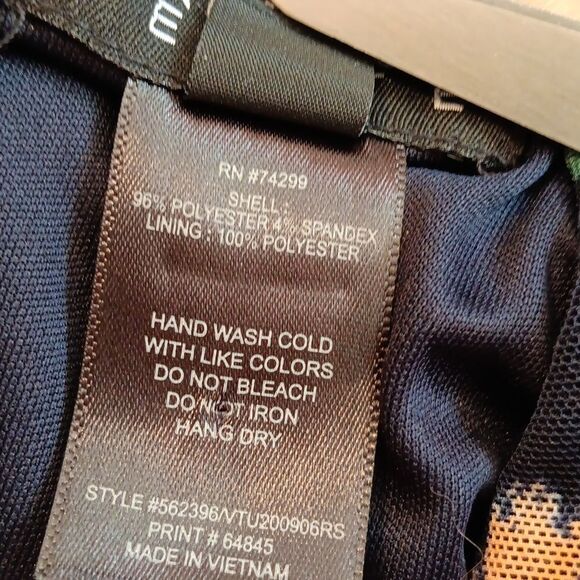 RN #74299
SHELL :
96% POLYESTER 4% SPANDEX
LINING : 100% POLYESTER
HAND WASH COLD
WITH LIKE COLORS
DO NOT BLEACH
DO NOT IRON
HANG DRY
STYLE #562396/VTU200906RS
PRINT # 64845
MADE IN VIETNAM